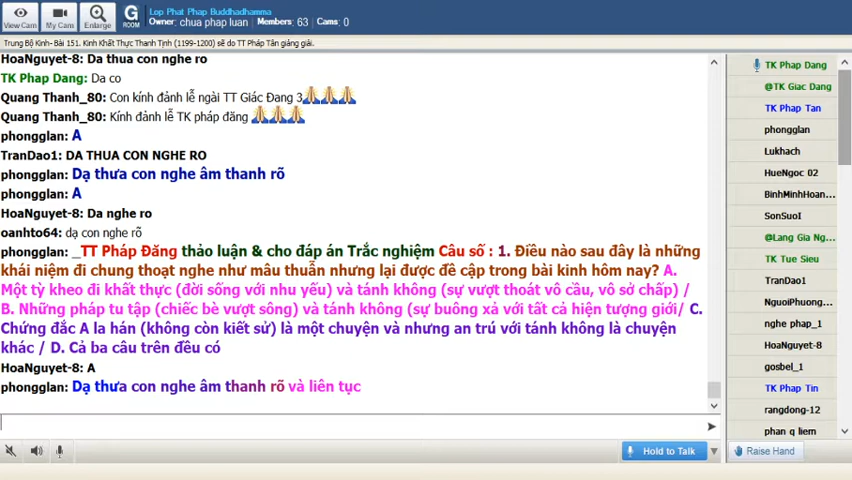 View Cam
My Cams
Enlarge
G
ROOM
Lop Phat Phap Buddhadhamma
Owner: chua phap luan Members: 63 Cams: 0
Trung Bộ Kinh- Bài 151. Kinh Khất Thực Thanh Tịnh (1199-1200) sẽ do TT Pháp Tân giảng giải.
HoaNguyet-8: Da thua con nghe ro
TK Phap Dang: Da co
Quang Thanh_80: Con kính đảnh lễ ngài TT Giác Đang 3🙏🙏🙏
Quang Thanh_80: Kính đảnh lễ TK pháp đăng 🙏🙏🙏
phongglan: A
TranDao1: DA THUA CON NGHE RO
phongglan: Dạ thưa con nghe âm thanh rõ
phongglan: A
HoaNguyet-8: Da nghe ro
oanhto64: dạ con nghe rõ
phongglan: _TT Pháp Đăng thảo luận & cho đáp án Trắc nghiệm Câu số : 1. Điều nào sau đây là những
khái niệm đi chung thoạt nghe như mâu thuẫn nhưng lại được đề cập trong bài kinh hôm nay? A.
Một tỳ kheo đi khất thực (đời sống với nhu yếu) và tánh không (sự vượt thoát vô cầu, vô sở chấp) /
B. Những pháp tu tập (chiếc bè vượt sông) và tánh không (sự buông xả với tất cả hiện tượng giới/ C.
Chứng đắc A la hán (không còn kiết sử) là một chuyện và nhưng an trú với tánh không là chuyện
khác / D. Cả ba câu trên đều có
HoaNguyet-8: A
phongglan: Dạ thưa con nghe âm thanh rõ và liên tục
Hold to Talk
TK Phap Dang
@TK Giac Dang
TK Phap Tan
phongglan
Lukhach
HueNgoc 02
BinhMinhHoan...
SonSuoI
@Lang Gia Ng...
TK Tue Sieu
TranDao1
NguoiPhuong...
nghe phap_1
HoaNguyet-8
gosbel_1
TK Phap Tin
rangdong-12
phan q liem
Raise Hand